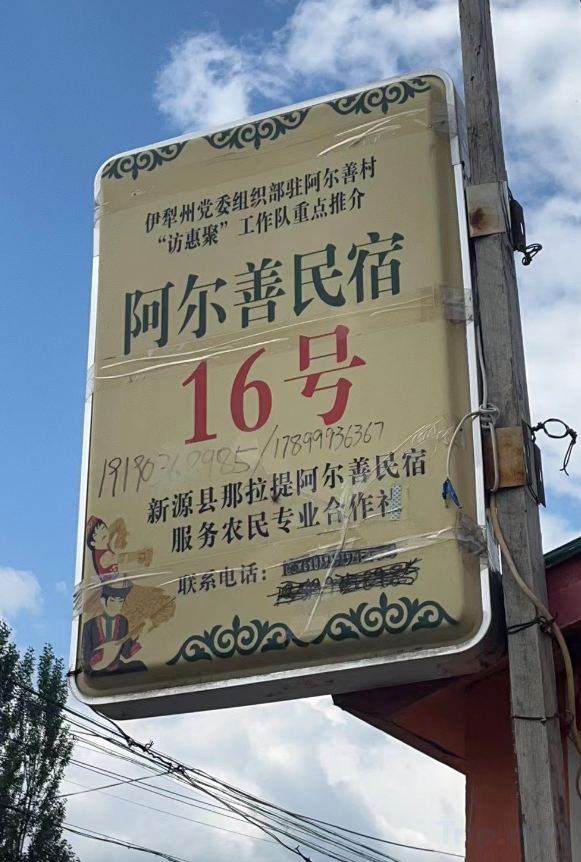 伊犁州党委组织部驻阿尔善村
“访惠聚”工作队重点推介
阿尔善民宿
16号
19190368985/17899936367
新源县那拉提阿尔善民宿
服务农民专业合作社
联系电话：